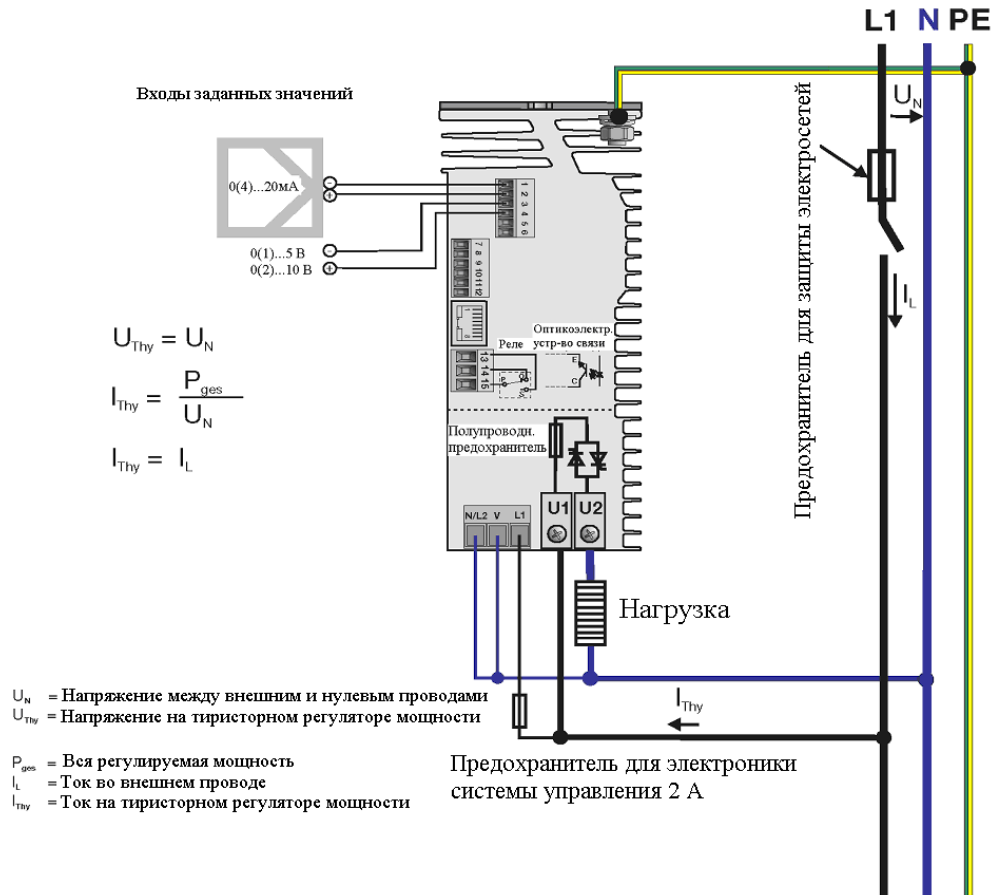 L1 N PE
Входы заданных значений
U_N
0(4)...20мА
-
+
0(1)...5 В
0(2)...10 В
-
+
1
2
3
4
5
6
7
8
9
10
11
12
Предохранитель для защиты электросетей
I_L
U_Thy = U_N
I_Thy = P_ges
U_N
I_Thy = I_L
Оптикоэлектр.
Реле устр-во связи
13
14
15
E
C
Полупроводн.
предохранитель
N/L2 V L1 U1 U2
Нагрузка
U_N = Напряжение между внешним и нулевым проводами
U_Thy = Напряжение на тиристорном регуляторе мощности
I_Thy
P_ges = Вся регулируемая мощность
I_L = Ток во внешнем проводе
I_Thy = Ток на тиристорном регуляторе мощности
Предохранитель для электроники
системы управления 2 А